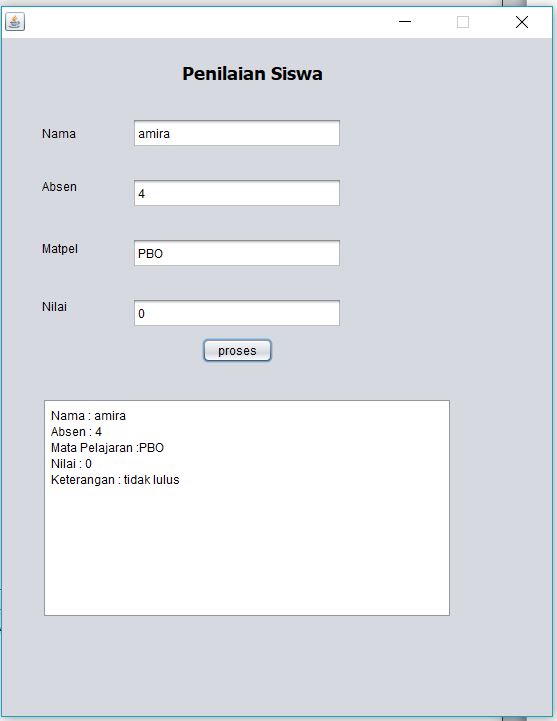 Penilaian Siswa
Nama amira
Absen 4
Matpel PBO
Nilai 0
proses
Nama : amira
Absen : 4
Mata Pelajaran :PBO
Nilai : 0
Keterangan : tidak lulus